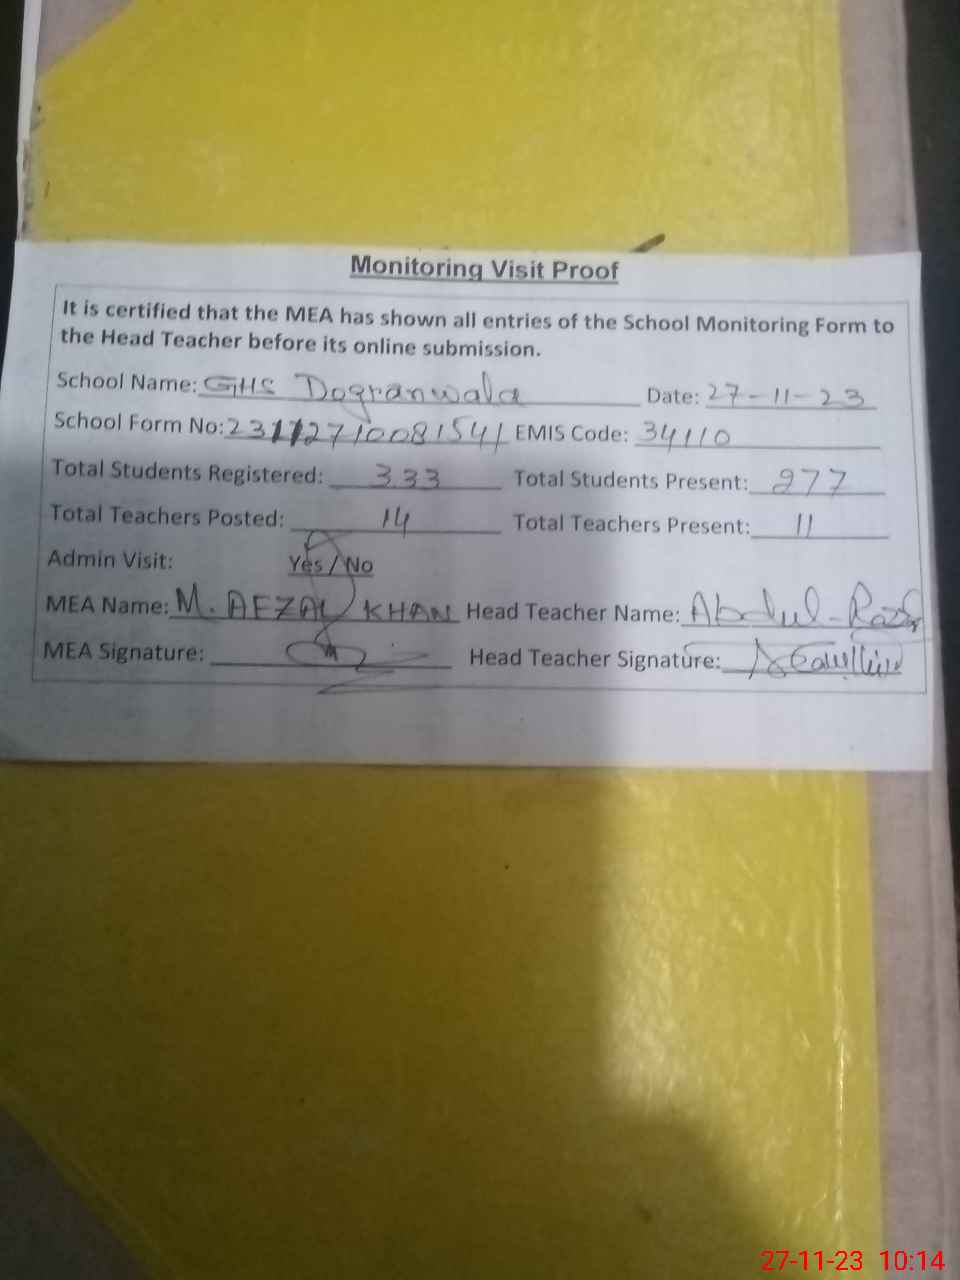 Monitoring Visit Proof
It is certified that the MEA has shown all entries of the School Monitoring Form to
the Head Teacher before its online submission.
School Name: GHS Dogranwala Date: 27-11-23
School Form No: EMIS Code: 34110
Total Students Registered: 333 Total Students Present: 277
Total Teachers Posted: 14 Total Teachers Present: 11
Admin Visit: Yes / No
MEA Name: M. AFZAL KHAN Head Teacher Name: Abdul-
MEA Signature: Head Teacher Signature:
27-11-23 10:14